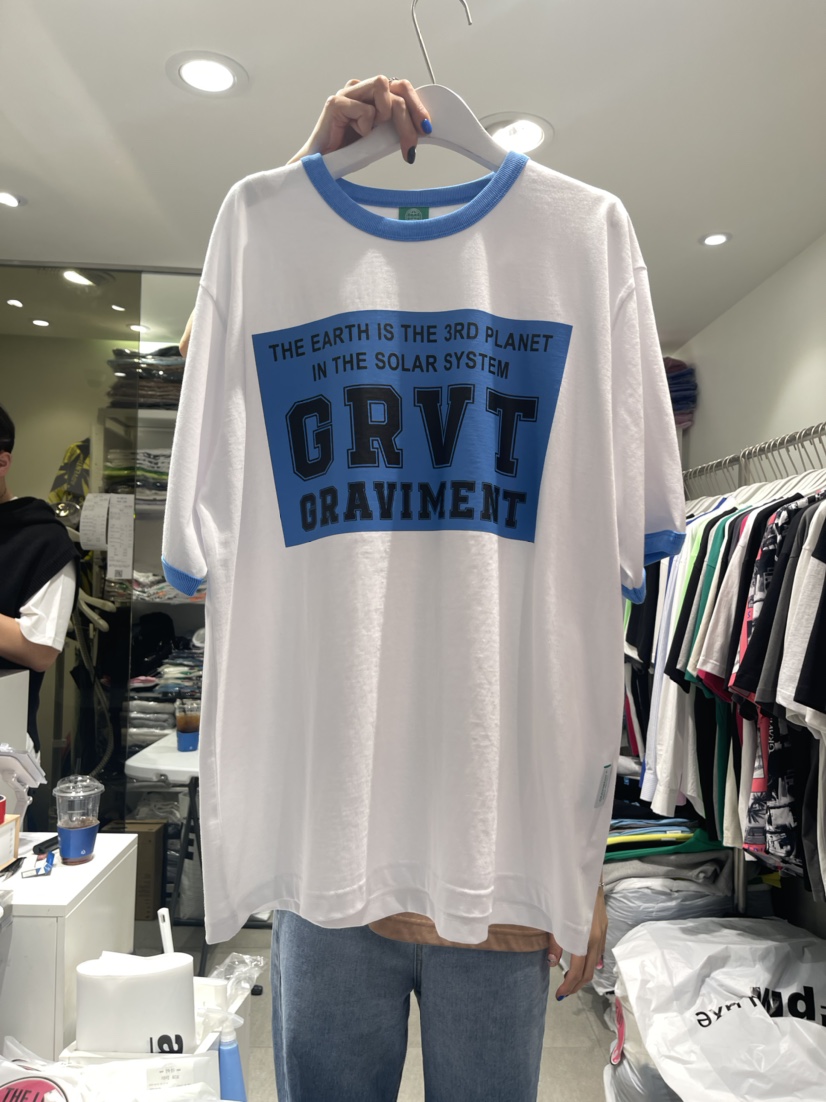 THE EARTH IS THE 3RD PLANET
IN THE SOLAR SYSTEM
GRVT
GRAVIMENT